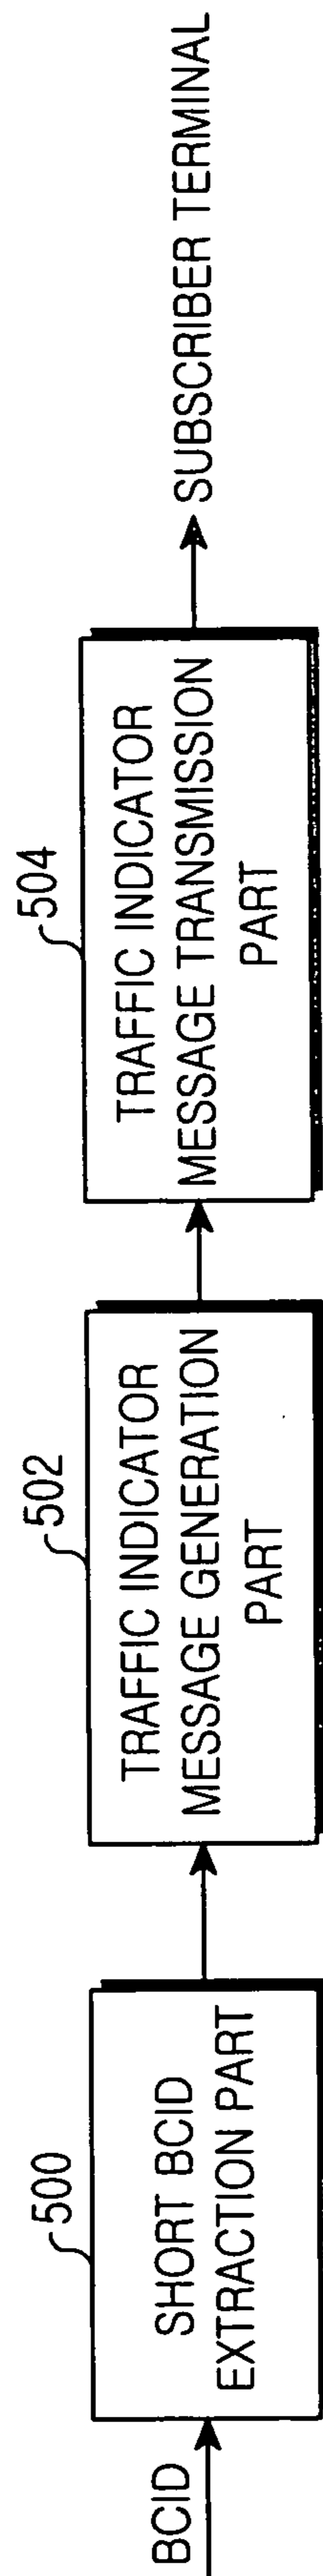 BCID
500
SHORT BCID
EXTRACTION PART
502
TRAFFIC INDICATOR
MESSAGE GENERATION
PART
504
TRAFFIC INDICATOR
MESSAGE TRANSMISSION
PART
SUBSCRIBER TERMINAL